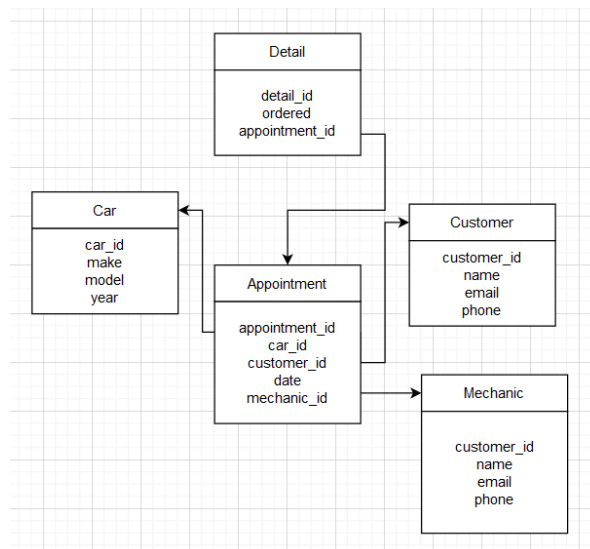 Detail
detail_id
ordered
appointment_id
Car
car_id
make
model
year
Customer
customer_id
name
email
phone
Appointment
appointment_id
car_id
customer_id
date
mechanic_id
Mechanic
customer_id
name
email
phone